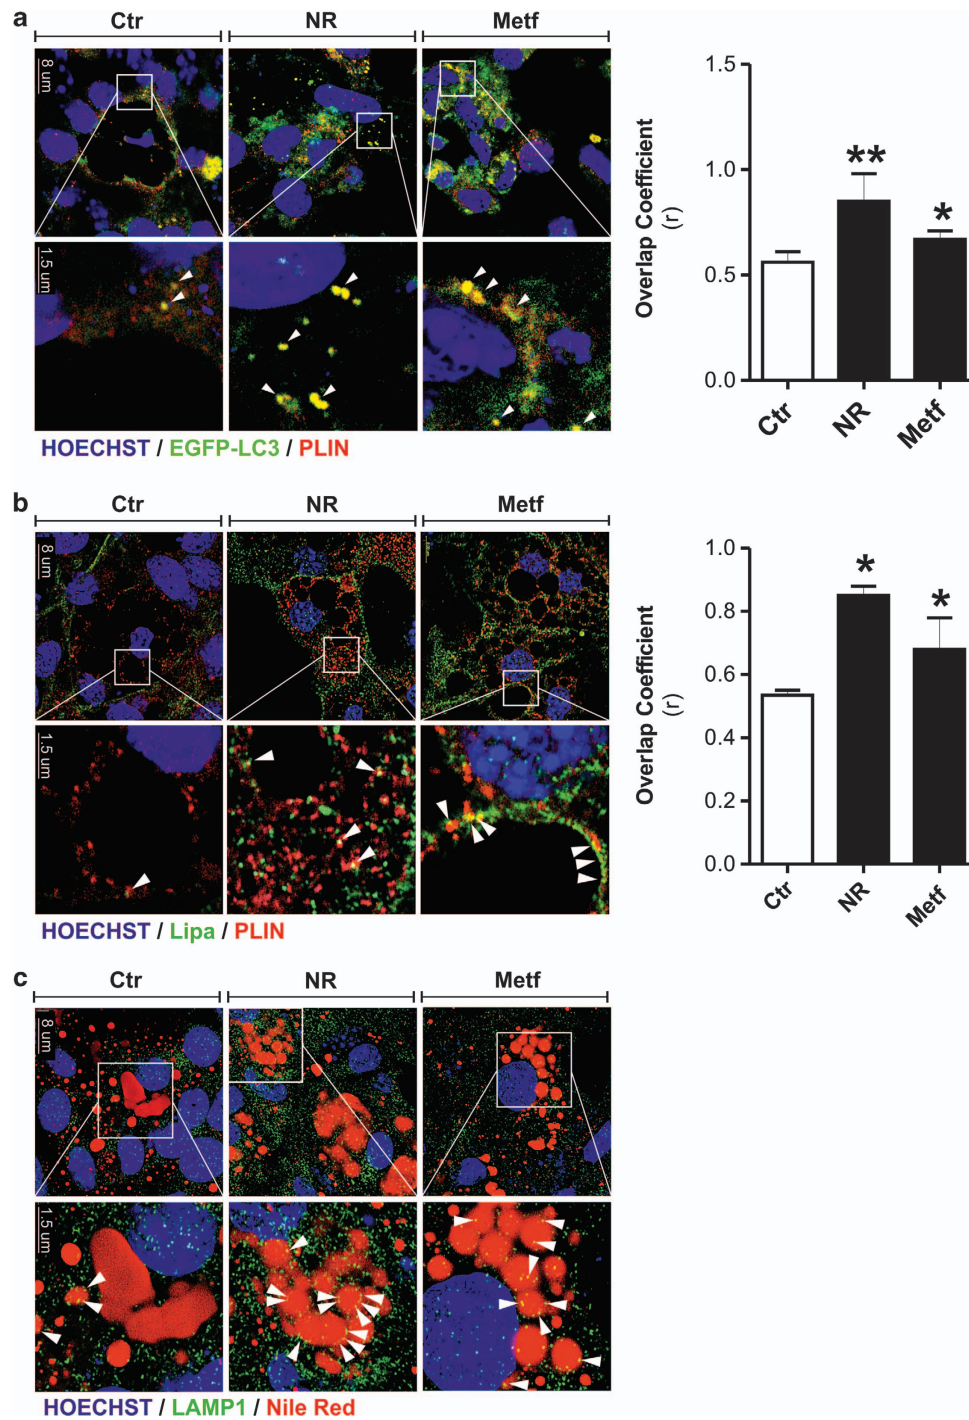 a
Ctr NR Metf
8 um
1.5 um
HOECHST / EGFP-LC3 / PLIN
Overlap Coefficient
(r)
1.5
1.0
0.5
0.0
** *
Ctr NR Metf
b
Ctr NR Metf
8 um
1.5 um
HOECHST / Lipa / PLIN
Overlap Coefficient
(r)
1.0
0.8
0.6
0.4
0.2
0.0
* *
Ctr NR Metf
c
Ctr NR Metf
8 um
1.5 um
HOECHST / LAMP1 / Nile Red